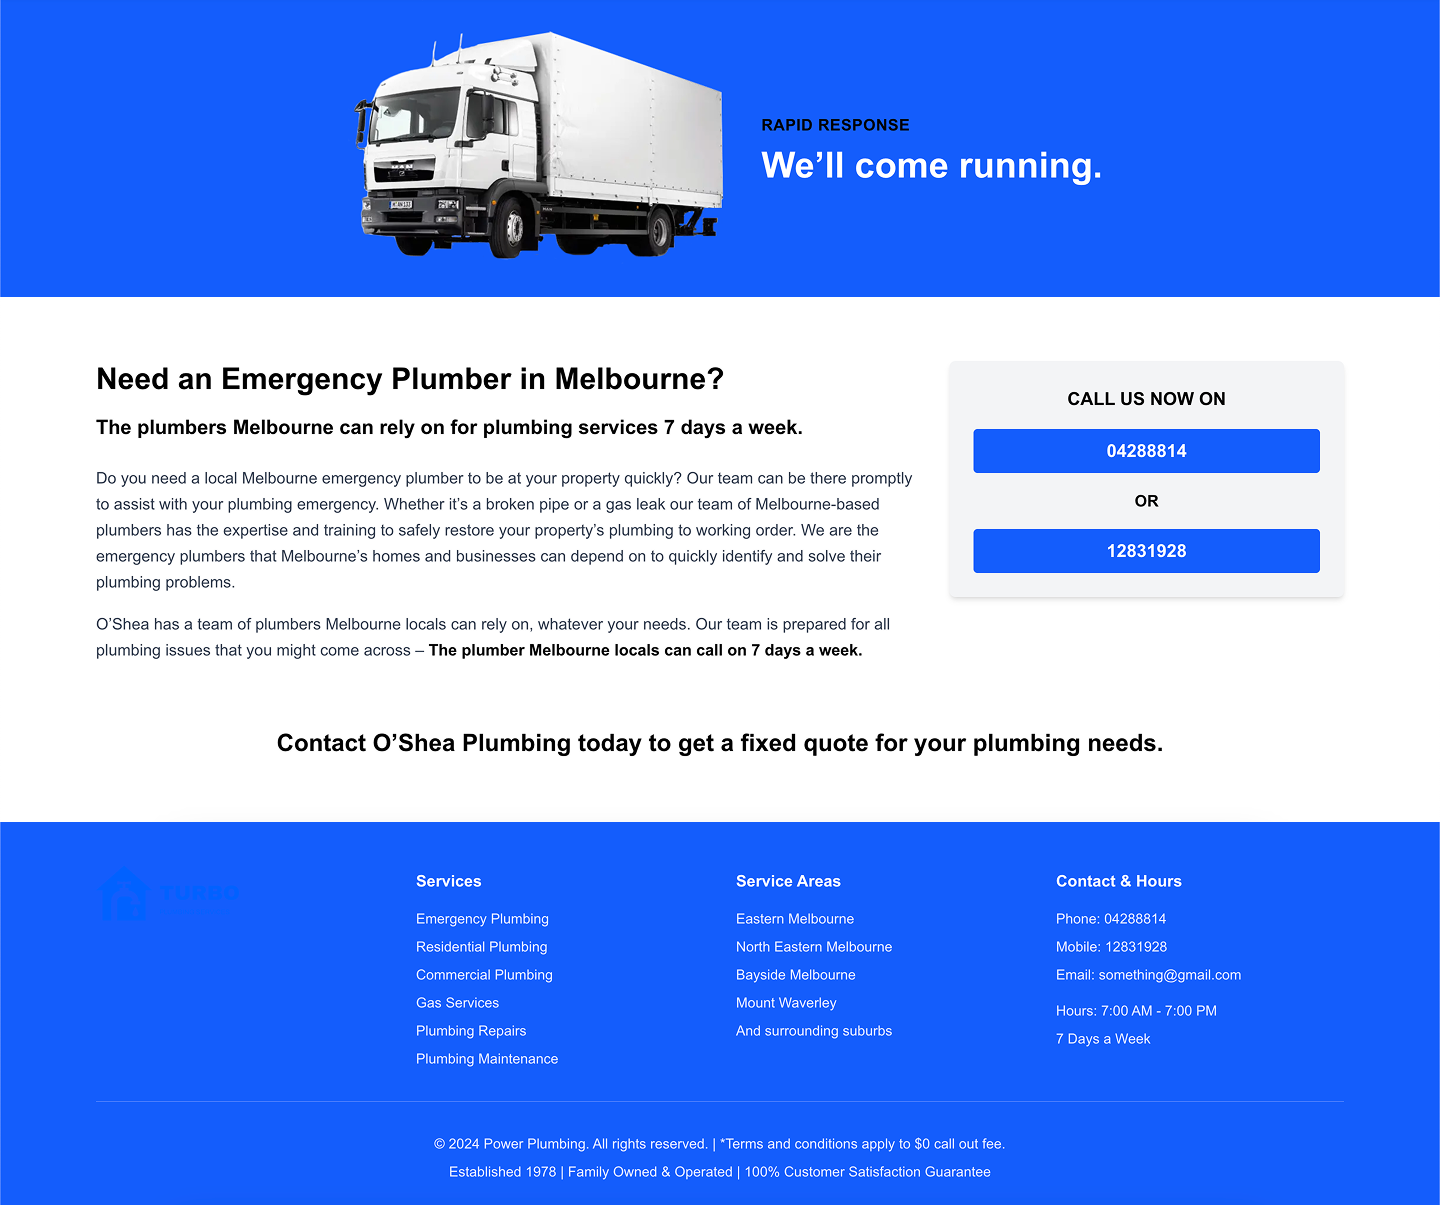 RAPID RESPONSE
We’ll come running.
MAN
Need an Emergency Plumber in Melbourne?
The plumbers Melbourne can rely on for plumbing services 7 days a week.
Do you need a local Melbourne emergency plumber to be at your property quickly? Our team can be there promptly
to assist with your plumbing emergency. Whether it’s a broken pipe or a gas leak our team of Melbourne-based
plumbers has the expertise and training to safely restore your property’s plumbing to working order. We are the
emergency plumbers that Melbourne’s homes and businesses can depend on to quickly identify and solve their
plumbing problems.
O’Shea has a team of plumbers Melbourne locals can rely on, whatever your needs. Our team is prepared for all
plumbing issues that you might come across – The plumber Melbourne locals can call on 7 days a week.
CALL US NOW ON
04288814
OR
12831928
Contact O’Shea Plumbing today to get a fixed quote for your plumbing needs.
TURBO
Services
Emergency Plumbing
Residential Plumbing
Commercial Plumbing
Gas Services
Plumbing Repairs
Plumbing Maintenance
Service Areas
Eastern Melbourne
North Eastern Melbourne
Bayside Melbourne
Mount Waverley
And surrounding suburbs
Contact & Hours
Phone: 04288814
Mobile: 12831928
Email: something@gmail.com
Hours: 7:00 AM - 7:00 PM
7 Days a Week
© 2024 Power Plumbing. All rights reserved. | *Terms and conditions apply to $0 call out fee.
Established 1978 | Family Owned & Operated | 100% Customer Satisfaction Guarantee